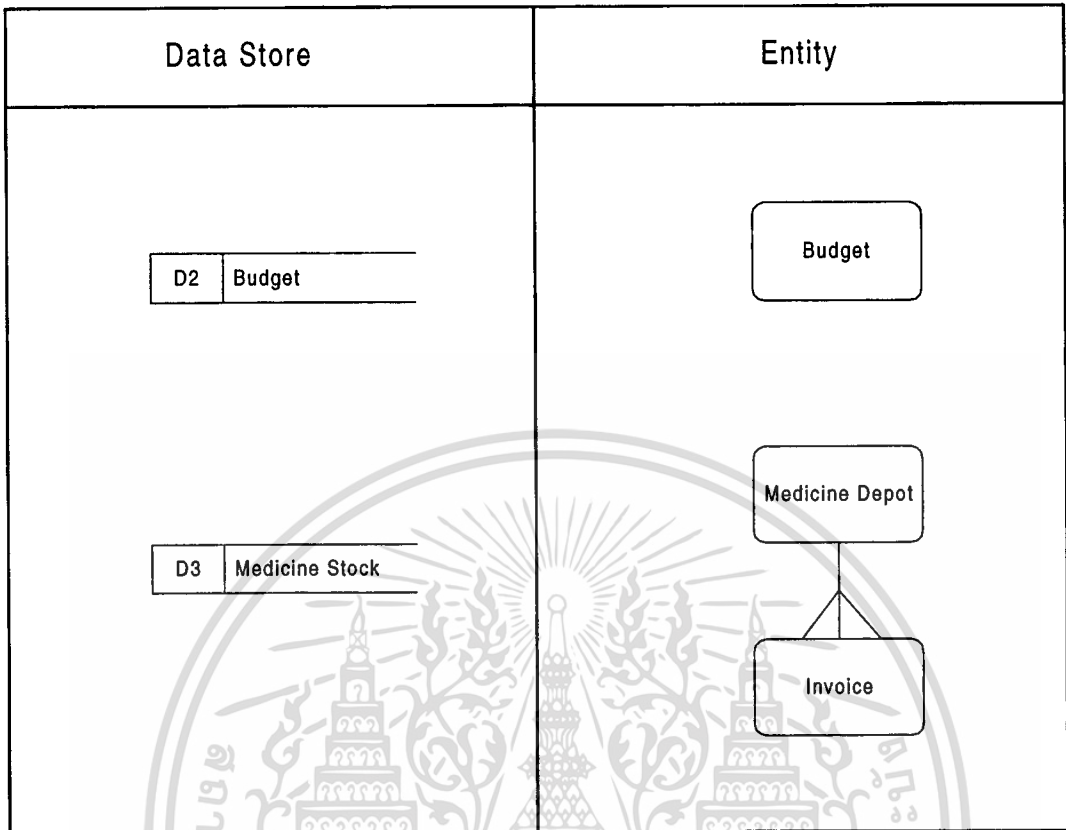 Data Store
Entity
D2
Budget
Budget
Medicine Depot
D3
Medicine Stock
Invoice